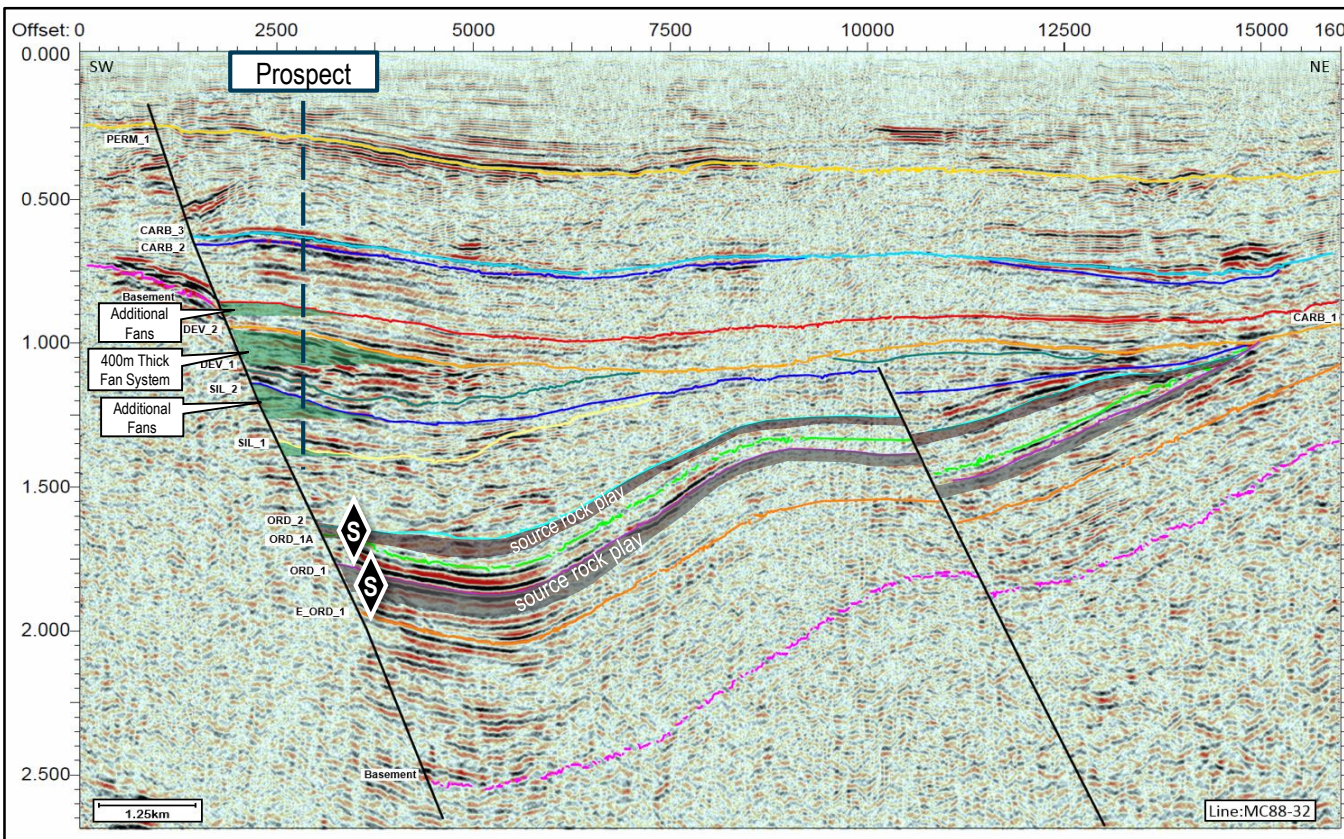 Offset: 0 2500 5000 7500 10000 12500 15000 1600
0.000
SW
NE
Prospect
PERM_1
0.500
CARB_3
CARB_2
Basement
Additional
Fans
DEV_2
CARB_1
1.000
400m Thick
Fan System
DEV_1
SIL_2
Additional
Fans
SIL_1
1.500
ORD_2
S
source rock play
ORD_1A
ORD_1
S
source rock play
E_ORD_1
2.000
2.500
Basement
1.25km
Line:MC88-32